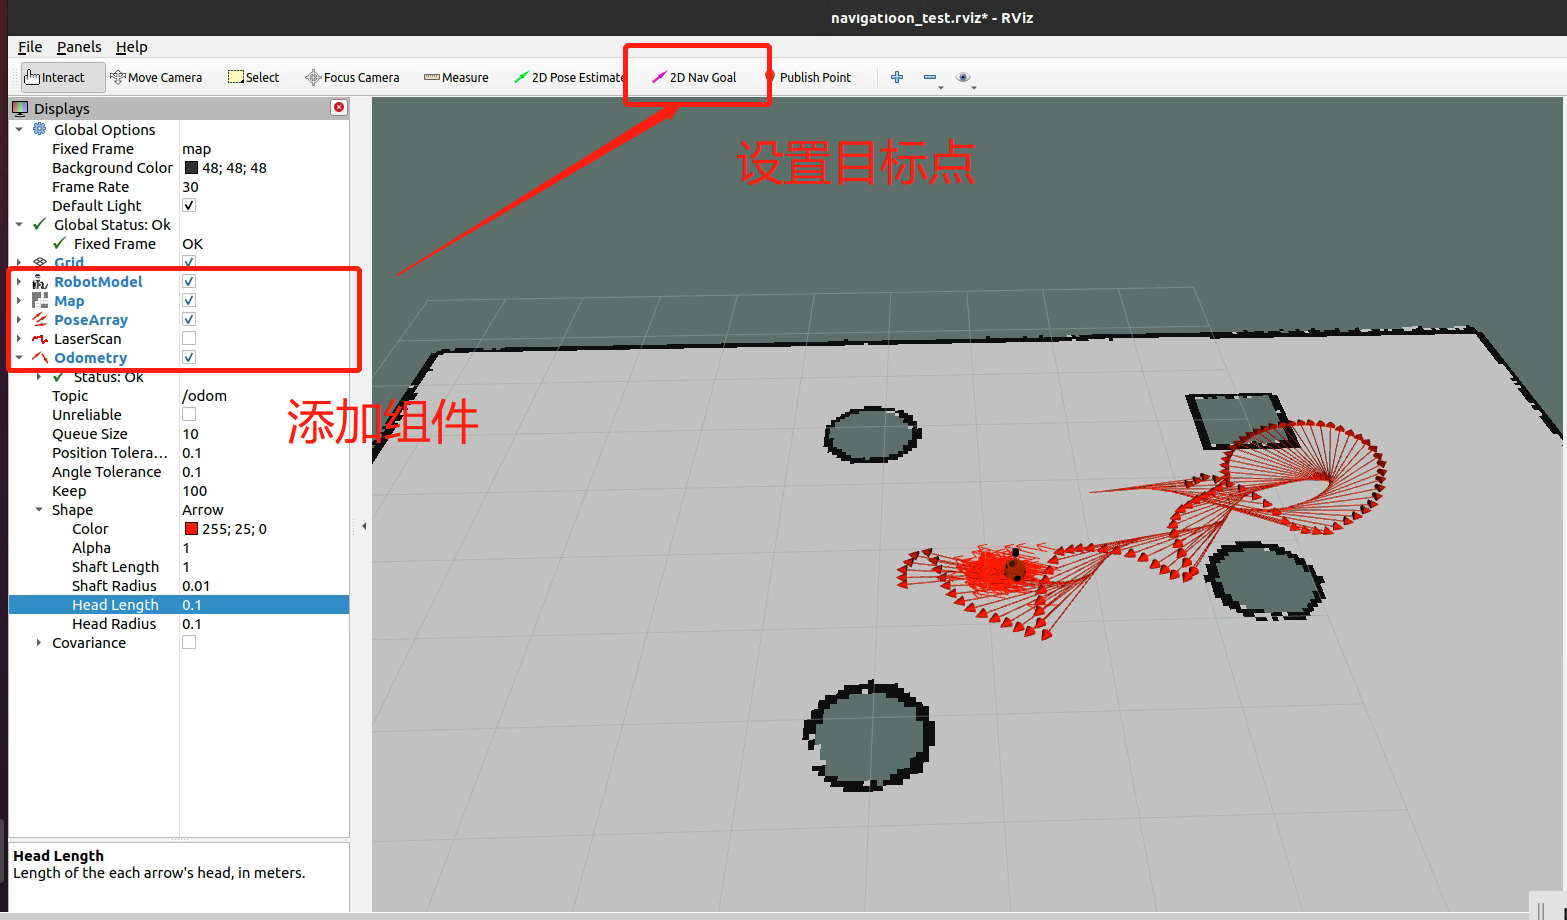 navigatioon_test.rviz* - RViz
File Panels Help
Interact Move Camera Select Focus Camera Measure 2D Pose Estimate 2D Nav Goal Publish Point
Displays
设置目标点
Global Options
Fixed Frame map
Background Color 48; 48; 48
Frame Rate 30
Default Light
Global Status: Ok
Fixed Frame OK
Grid
RobotModel
Map
PoseArray
LaserScan
Odometry
Status: Ok
Topic /odom
添加组件
Unreliable
Queue Size 10
Position Tolera... 0.1
Angle Tolerance 0.1
Keep 100
Shape Arrow
Color 255; 25; 0
Alpha 1
Shaft Length 1
Shaft Radius 0.01
Head Length 0.1
Head Radius 0.1
Covariance
Head Length
Length of the each arrow's head, in meters.